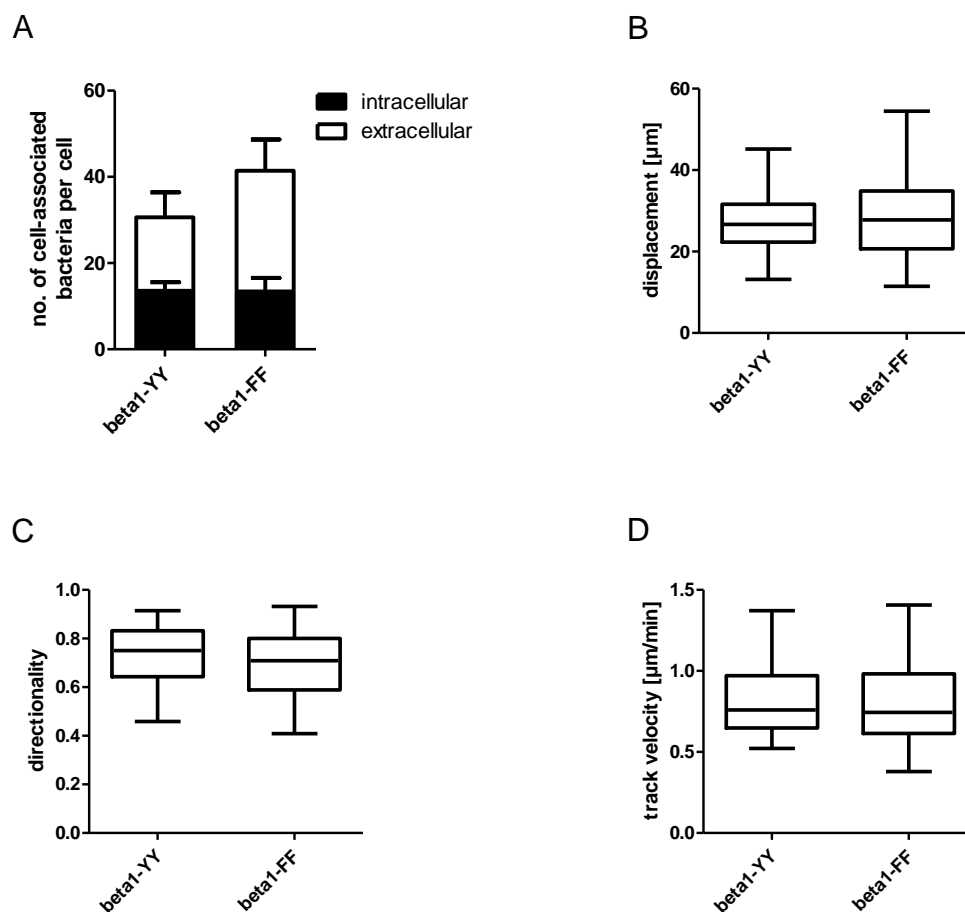 A
no. of cell-associated
bacteria per cell
60
40
20
0
intracellular
extracellular
beta1-YY
beta1-FF
B
displacement [µm]
60
40
20
0
beta1-YY
beta1-FF
C
directionality
1.0
0.8
0.6
0.4
0.2
0.0
beta1-YY
beta1-FF
D
track velocity [µm/min]
1.5
1.0
0.5
0.0
beta1-YY
beta1-FF